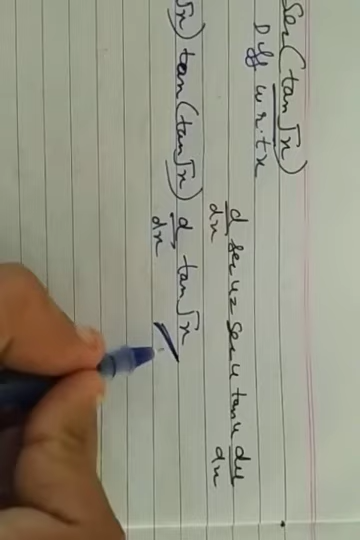 Sec(tan√x)
Diff w.r.t x
d/dx sec u = sec u tan u du/dx
√x) tan(tan√x) d/dx tan√x